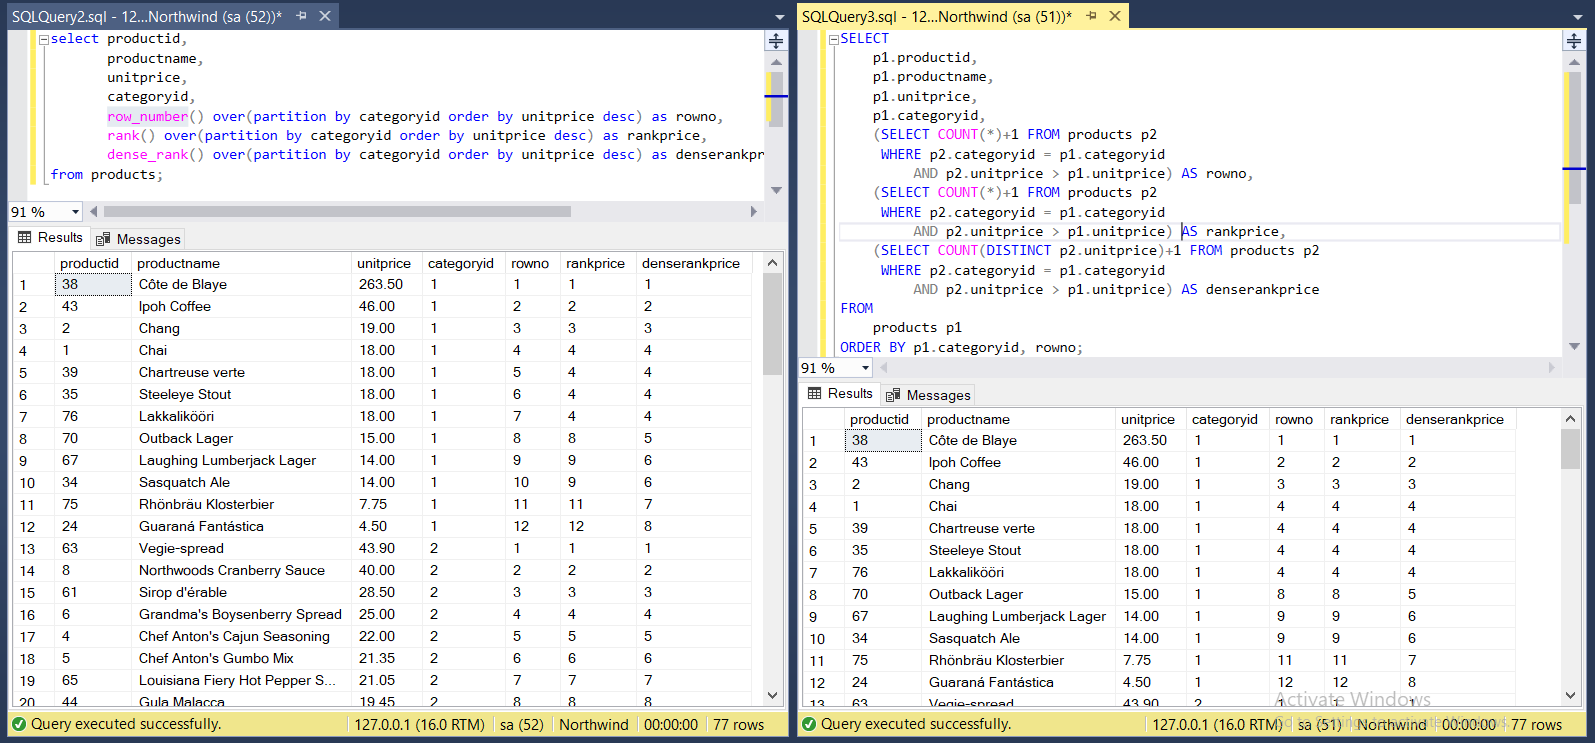 SQLQuery2.sql - 12...Northwind (sa (52))*
select productid,
productname,
unitprice,
categoryid,
row_number() over(partition by categoryid order by unitprice desc) as rowno,
rank() over(partition by categoryid order by unitprice desc) as rankprice,
dense_rank() over(partition by categoryid order by unitprice desc) as denserankpr
from products;
91 %
Results Messages
productid productname unitprice categoryid rowno rankprice denserankprice
1 38 Côte de Blaye 263.50 1 1 1 1
2 43 Ipoh Coffee 46.00 1 2 2 2
3 2 Chang 19.00 1 3 3 3
4 1 Chai 18.00 1 4 4 4
5 39 Chartreuse verte 18.00 1 5 4 4
6 35 Steeleye Stout 18.00 1 6 4 4
7 76 Lakkalikööri 18.00 1 7 4 4
8 70 Outback Lager 15.00 1 8 8 5
9 67 Laughing Lumberjack Lager 14.00 1 9 9 6
10 34 Sasquatch Ale 14.00 1 10 9 6
11 75 Rhönbräu Klosterbier 7.75 1 11 11 7
12 24 Guaraná Fantástica 4.50 1 12 12 8
13 63 Vegie-spread 43.90 2 1 1 1
14 8 Northwoods Cranberry Sauce 40.00 2 2 2 2
15 61 Sirop d'érable 28.50 2 3 3 3
16 6 Grandma's Boysenberry Spread 25.00 2 4 4 4
17 4 Chef Anton's Cajun Seasoning 22.00 2 5 5 5
18 5 Chef Anton's Gumbo Mix 21.35 2 6 6 6
19 65 Louisiana Fiery Hot Pepper S... 21.05 2 7 7 7
20 44 Gula Malacca 19.45 2 8 8 8
Query executed successfully. 127.0.0.1 (16.0 RTM) sa (52) Northwind 00:00:00 77 rows
SQLQuery3.sql - 12...Northwind (sa (51))*
SELECT
p1.productid,
p1.productname,
p1.unitprice,
p1.categoryid,
(SELECT COUNT(*)+1 FROM products p2
WHERE p2.categoryid = p1.categoryid
AND p2.unitprice > p1.unitprice) AS rowno,
(SELECT COUNT(*)+1 FROM products p2
WHERE p2.categoryid = p1.categoryid
AND p2.unitprice > p1.unitprice) AS rankprice,
(SELECT COUNT(DISTINCT p2.unitprice)+1 FROM products p2
WHERE p2.categoryid = p1.categoryid
AND p2.unitprice > p1.unitprice) AS denserankprice
FROM
products p1
ORDER BY p1.categoryid, rowno;
91 %
Results Messages
productid productname unitprice categoryid rowno rankprice denserankprice
1 38 Côte de Blaye 263.50 1 1 1 1
2 43 Ipoh Coffee 46.00 1 2 2 2
3 2 Chang 19.00 1 3 3 3
4 1 Chai 18.00 1 4 4 4
5 39 Chartreuse verte 18.00 1 4 4 4
6 35 Steeleye Stout 18.00 1 4 4 4
7 76 Lakkalikööri 18.00 1 4 4 4
8 70 Outback Lager 15.00 1 8 8 5
9 67 Laughing Lumberjack Lager 14.00 1 9 9 6
10 34 Sasquatch Ale 14.00 1 9 9 6
11 75 Rhönbräu Klosterbier 7.75 1 11 11 7
12 24 Guaraná Fantástica 4.50 1 12 12 8
13 63 Vegie-spread 43.90 2 1 1 1
Activate Windows
Go to Settings to activate Windows.
Query executed successfully. 127.0.0.1 (16.0 RTM) sa (51) Northwind 00:00:00 77 rows